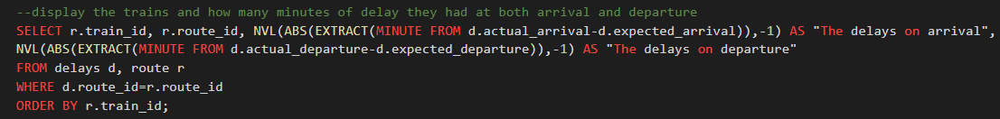 --display the trains and how many minutes of delay they had at both arrival and departure
SELECT r.train_id, r.route_id, NVL(ABS(EXTRACT(MINUTE FROM d.actual_arrival-d.expected_arrival)),-1) AS "The delays on arrival",
NVL(ABS(EXTRACT(MINUTE FROM d.actual_departure-d.expected_departure)),-1) AS "The delays on departure"
FROM delays d, route r
WHERE d.route_id=r.route_id
ORDER BY r.train_id;